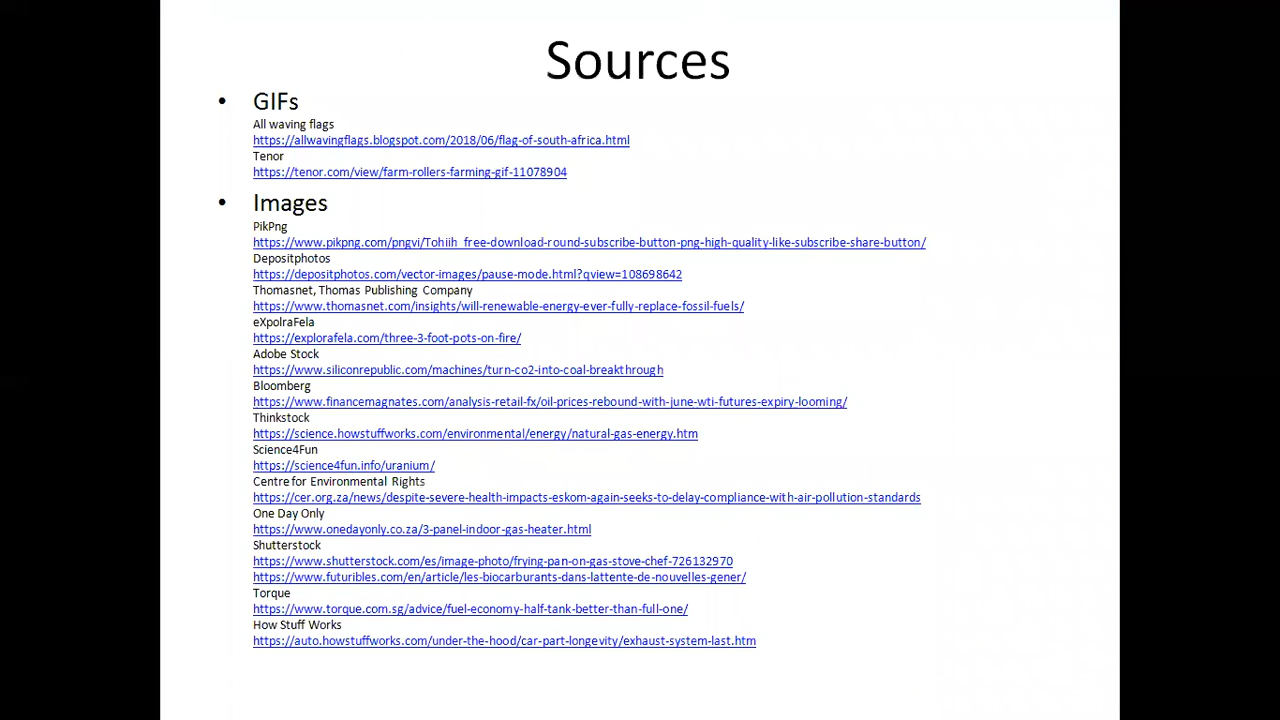 Sources
• GIFs
All waving flags
https://allwavingflags.blogspot.com/2018/06/flag-of-south-africa.html
Tenor
https://tenor.com/view/farm-rollers-farming-gif-11078904
• Images
PikPng
https://www.pikpng.com/pngvi/Tohiih_free-download-round-subscribe-button-png-high-quality-like-subscribe-share-button/
Depositphotos
https://depositphotos.com/vector-images/pause-mode.html?qview=108698642
Thomasnet, Thomas Publishing Company
https://www.thomasnet.com/insights/will-renewable-energy-ever-fully-replace-fossil-fuels/
eXpolraFela
https://explorafela.com/three-3-foot-pots-on-fire/
Adobe Stock
https://www.siliconrepublic.com/machines/turn-co2-into-coal-breakthrough
Bloomberg
https://www.financemagnates.com/analysis-retail-fx/oil-prices-rebound-with-june-wti-futures-expiry-looming/
Thinkstock
https://science.howstuffworks.com/environmental/energy/natural-gas-energy.htm
Science4Fun
https://science4fun.info/uranium/
Centre for Environmental Rights
https://cer.org.za/news/despite-severe-health-impacts-eskom-again-seeks-to-delay-compliance-with-air-pollution-standards
One Day Only
https://www.onedayonly.co.za/3-panel-indoor-gas-heater.html
Shutterstock
https://www.shutterstock.com/es/image-photo/frying-pan-on-gas-stove-chef-726132970
https://www.futuribles.com/en/article/les-biocarburants-dans-lattente-de-nouvelles-gener/
Torque
https://www.torque.com.sg/advice/fuel-economy-half-tank-better-than-full-one/
How Stuff Works
https://auto.howstuffworks.com/under-the-hood/car-part-longevity/exhaust-system-last.htm